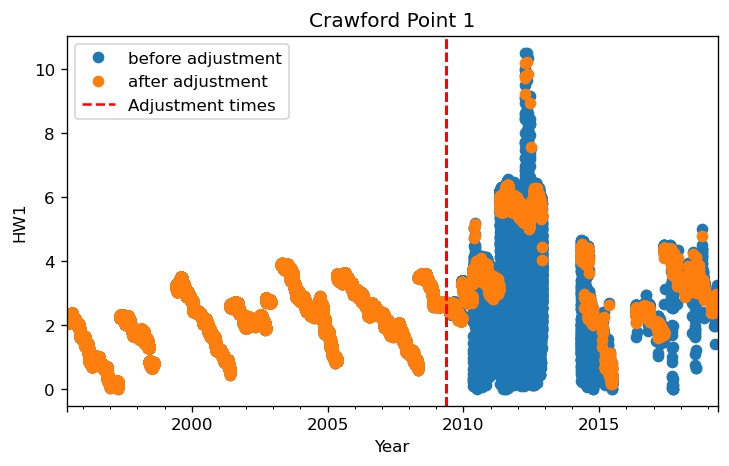 Crawford Point 1
before adjustment
after adjustment
Adjustment times
HW1
10
8
6
4
2
0
2000 2005 2010 2015
Year